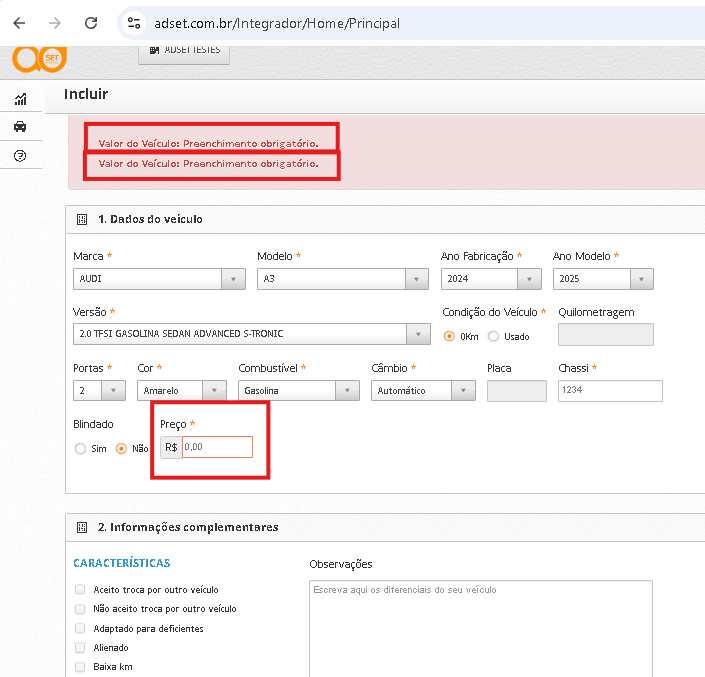 adset.com.br/Integrador/Home/Principal
SET
ADSETTESTES
Incluir
Valor do Veículo: Preenchimento obrigatório.
Valor do Veículo: Preenchimento obrigatório.
1. Dados do veículo
Marca * Modelo * Ano Fabricação * Ano Modelo *
AUDI A3 2024 2025
Versão * Condição do Veículo * Quilometragem
2.0 TFSI GASOLINA SEDAN ADVANCED S-TRONIC 0Km Usado
Portas * Cor * Combustível * Câmbio * Placa Chassi *
2 Amarelo Gasolina Automático 1234
Blindado Preço *
Sim Não R$ 0,00
2. Informações complementares
CARACTERÍSTICAS Observações
Aceito troca por outro veículo Escreva aqui os diferenciais do seu veículo
Não aceito troca por outro veículo
Adaptado para deficientes
Alienado
Baixa km